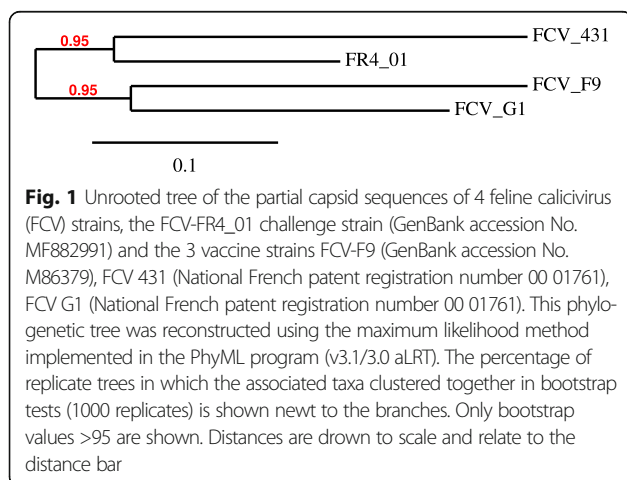 0.95
FCV_431
FR4_01
0.95
FCV_F9
FCV_G1
0.1
Fig. 1 Unrooted tree of the partial capsid sequences of 4 feline calicivirus
(FCV) strains, the FCV-FR4_01 challenge strain (GenBank accession No.
MF882991) and the 3 vaccine strains FCV-F9 (GenBank accession No.
M86379), FCV 431 (National French patent registration number 00 01761),
FCV G1 (National French patent registration number 00 01761). This phylo-
genetic tree was reconstructed using the maximum likelihood method
implemented in the PhyML program (v3.1/3.0 aLRT). The percentage of
replicate trees in which the associated taxa clustered together in bootstrap
tests (1000 replicates) is shown newt to the branches. Only bootstrap
values >95 are shown. Distances are drown to scale and relate to the
distance bar